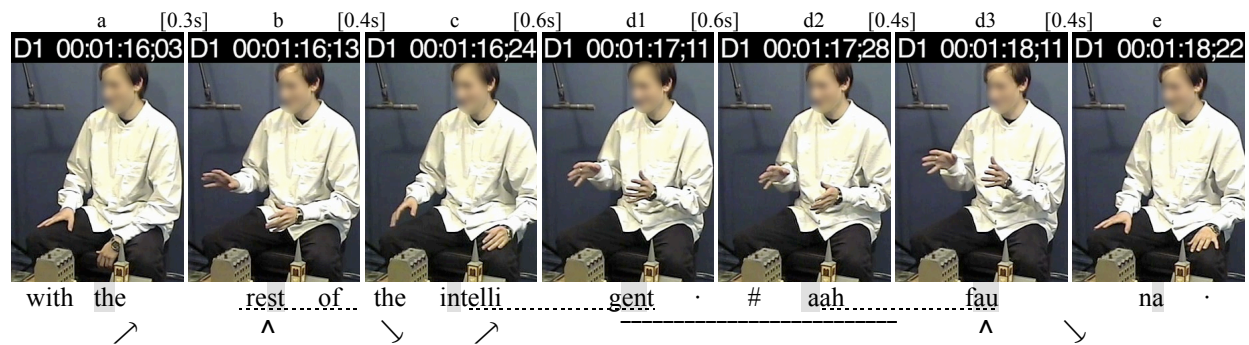 a [0.3s] b [0.4s] c [0.6s] d1 [0.6s] d2 [0.4s] d3 [0.4s] e
D1 00:01:16;03 D1 00:01:16;13 D1 00:01:16;24 D1 00:01:17;11 D1 00:01:17;28 D1 00:01:18;11 D1 00:01:18;22
with the rest of the intelli gent · # aah fau na ·
↗ ^ ↘ ↗ ^ ↘